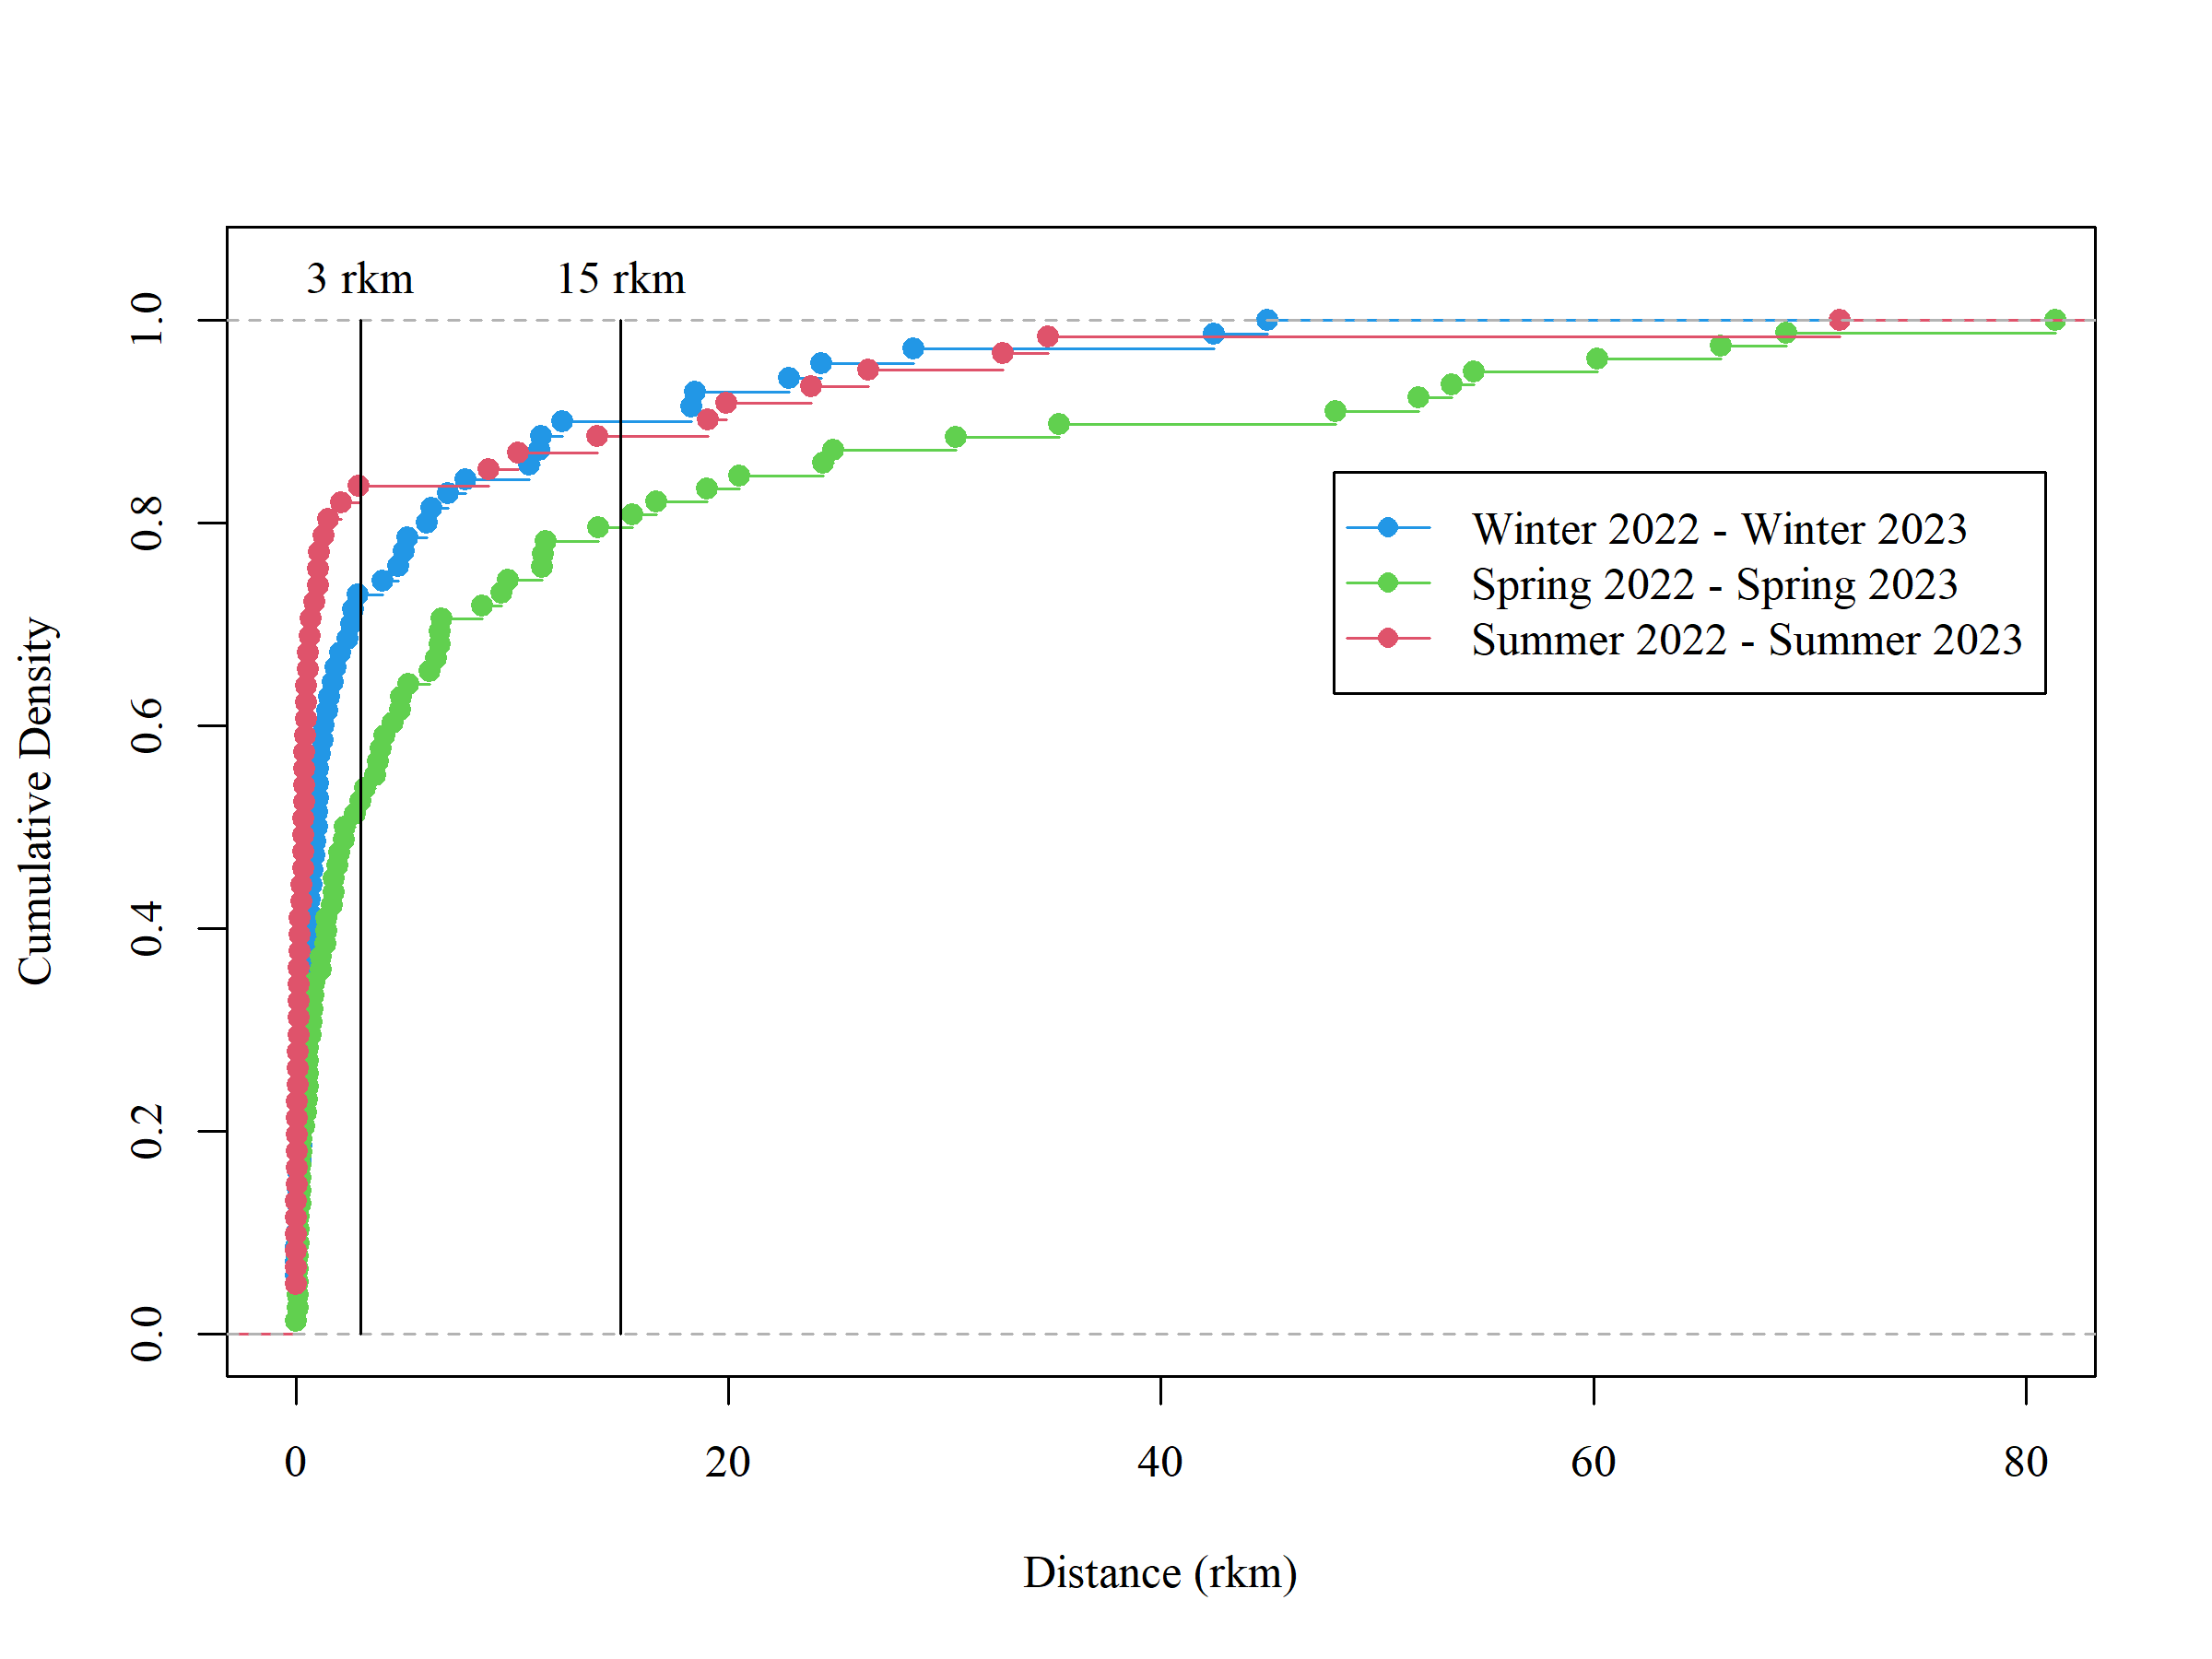 3 rkm
15 rkm
1.0
0.8
0.6
0.4
0.2
0.0
Cumulative Density
Winter 2022 - Winter 2023
Spring 2022 - Spring 2023
Summer 2022 - Summer 2023
0
20
40
60
80
Distance (rkm)